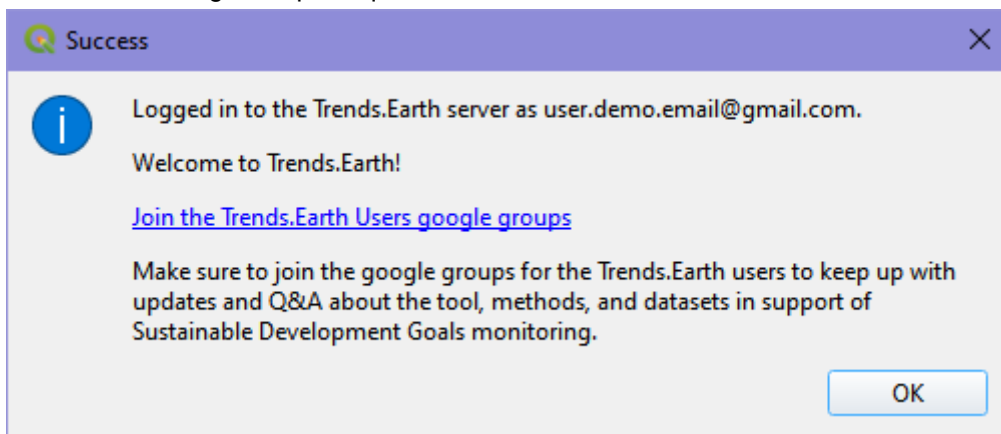 Success
Logged in to the Trends.Earth server as user.demo.email@gmail.com.
Welcome to Trends.Earth!
Join the Trends.Earth Users google groups
Make sure to join the google groups for the Trends.Earth users to keep up with
updates and Q&A about the tool, methods, and datasets in support of
Sustainable Development Goals monitoring.
OK